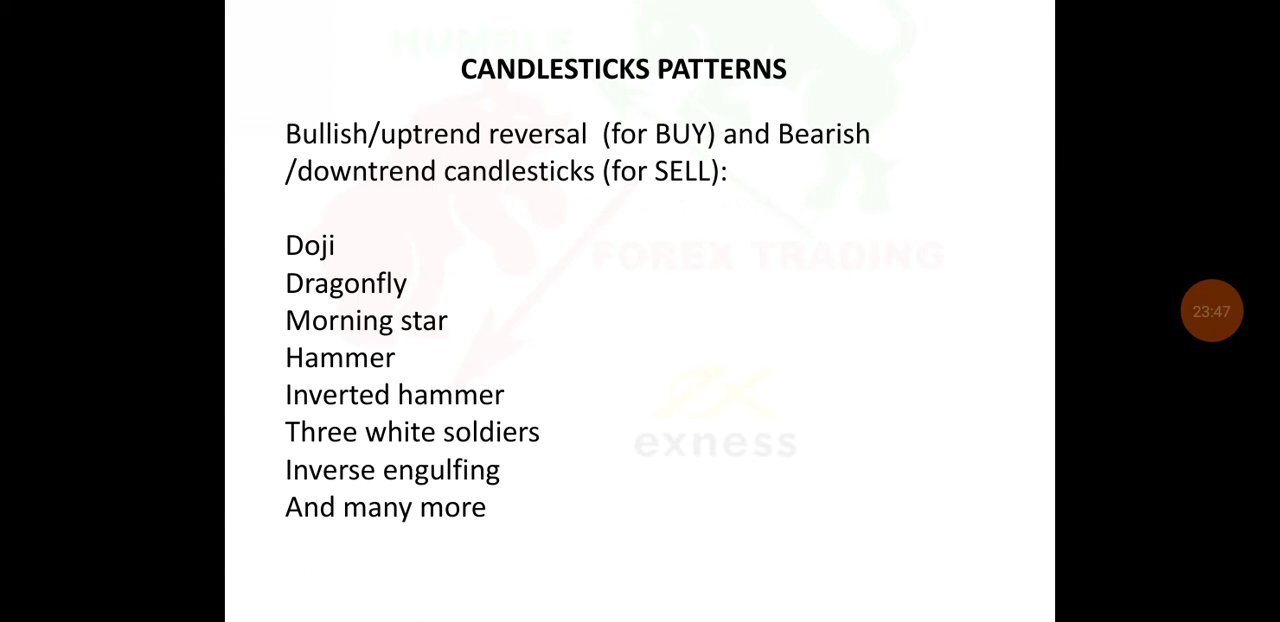 HUMBLE
CANDLESTICKS PATTERNS
Bullish/uptrend reversal  (for BUY) and Bearish
/downtrend candlesticks (for SELL):
FOREX TRADING
Doji
Dragonfly
Morning star
Hammer
Inverted hammer
Three white soldiers
Inverse engulfing
And many more
exness
23:47